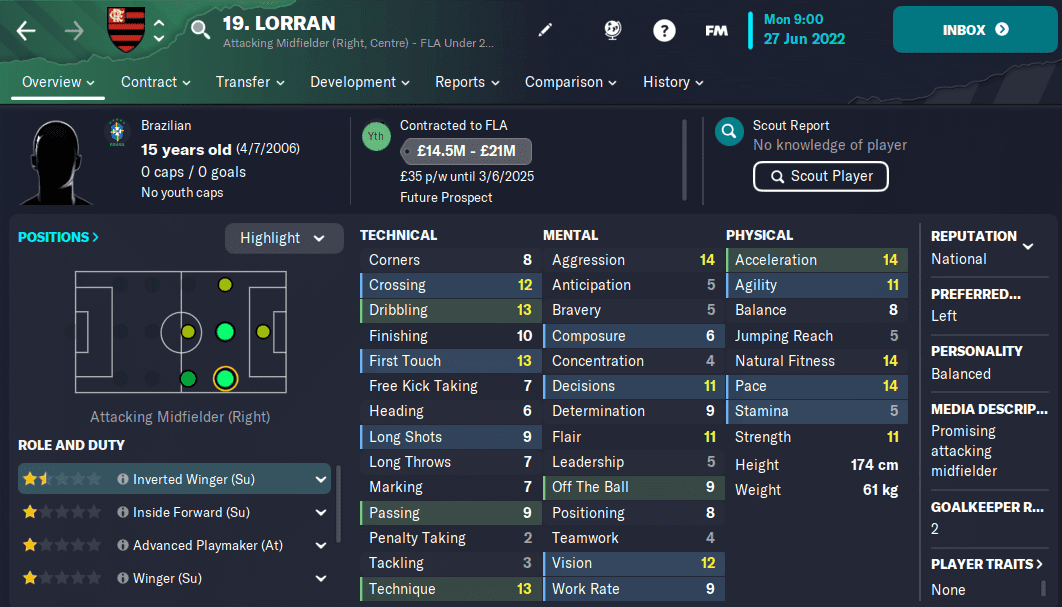 19. LORRAN
Attacking Midfielder (Right, Centre) - FLA Under 2...
?
FM
Mon 9:00
27 Jun 2022
INBOX
Overview
Contract
Transfer
Development
Reports
Comparison
History
Brazilian
15 years old (4/7/2006)
0 caps / 0 goals
No youth caps
Yth
Contracted to FLA
£14.5M - £21M
£35 p/w until 3/6/2025
Future Prospect
Scout Report
No knowledge of player
Scout Player
POSITIONS >
Highlight
Attacking Midfielder (Right)
ROLE AND DUTY
Inverted Winger (Su)
Inside Forward (Su)
Advanced Playmaker (At)
Winger (Su)
TECHNICAL
Corners 8
Crossing 12
Dribbling 13
Finishing 10
First Touch 13
Free Kick Taking 7
Heading 6
Long Shots 9
Long Throws 7
Marking 7
Passing 9
Penalty Taking 2
Tackling 3
Technique 13
MENTAL
Aggression 14
Anticipation 5
Bravery 5
Composure 6
Concentration 4
Decisions 11
Determination 9
Flair 11
Leadership 5
Off The Ball 9
Positioning 8
Teamwork 4
Vision 12
Work Rate 9
PHYSICAL
Acceleration 14
Agility 11
Balance 8
Jumping Reach 5
Natural Fitness 14
Pace 14
Stamina 5
Strength 11
Height 174 cm
Weight 61 kg
REPUTATION
National
PREFERRED...
Left
PERSONALITY
Balanced
MEDIA DESCRIP...
Promising
attacking
midfielder
GOALKEEPER R...
2
PLAYER TRAITS >
None